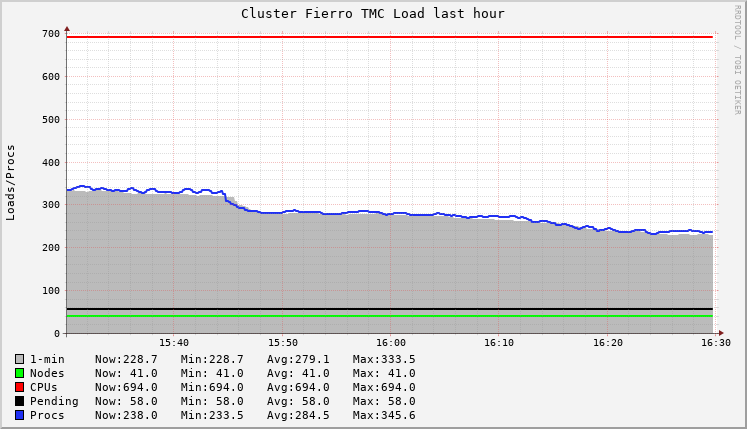 Cluster Fierro TMC Load last hour
RRDTOOL / TOBI OETIKER
Loads/Procs
700
600
500
400
300
200
100
0
15:40 15:50 16:00 16:10 16:20 16:30
1-min Now:228.7 Min:228.7 Avg:279.1 Max:333.5
Nodes Now: 41.0 Min: 41.0 Avg: 41.0 Max: 41.0
CPUs Now:694.0 Min:694.0 Avg:694.0 Max:694.0
Pending Now: 58.0 Min: 58.0 Avg: 58.0 Max: 58.0
Procs Now:238.0 Min:233.5 Avg:284.5 Max:345.6